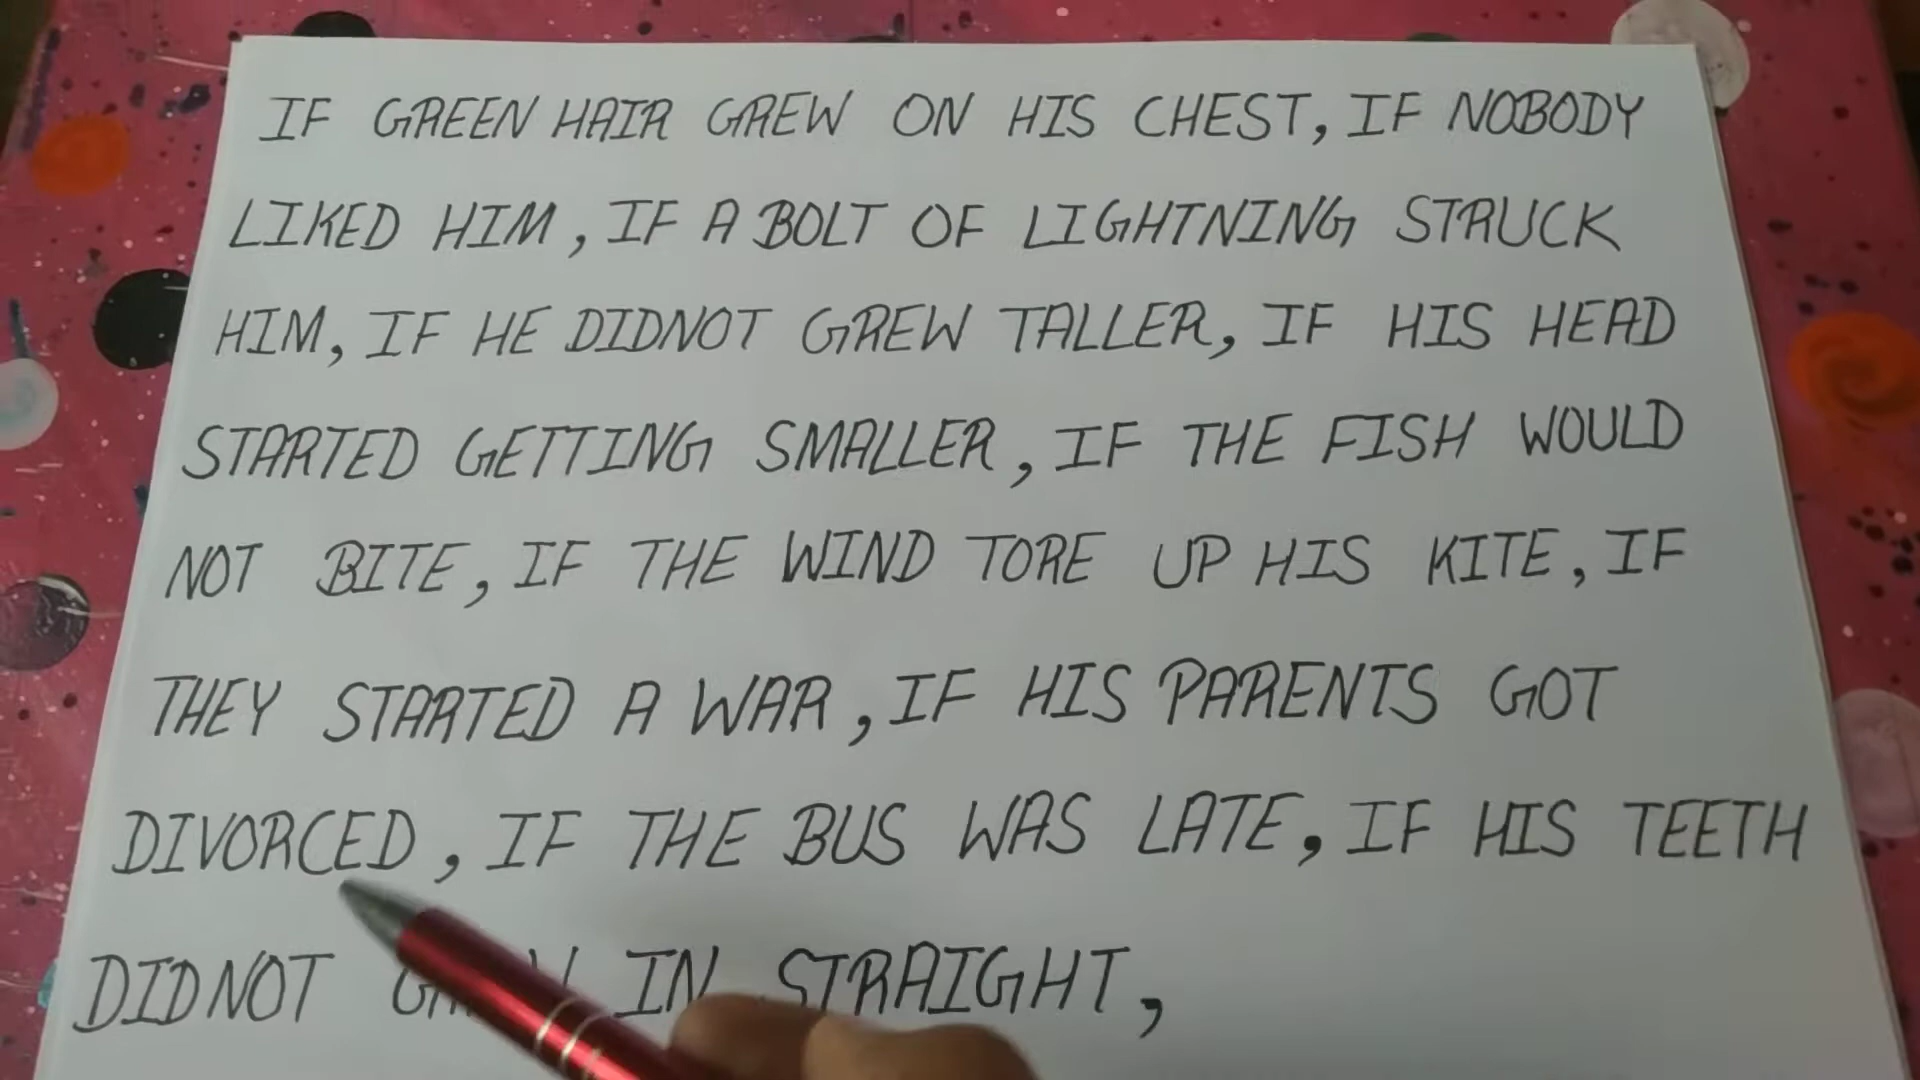 IF GREEN HAIR GREW ON HIS CHEST, IF NOBODY
LIKED HIM, IF A BOLT OF LIGHTNING STRUCK
HIM, IF HE DIDNOT GREW TALLER, IF HIS HEAD
STARTED GETTING SMALLER, IF THE FISH WOULD
NOT BITE, IF THE WIND TORE UP HIS KITE, IF
THEY STARTED A WAR, IF HIS PARENTS GOT
DIVORCED, IF THE BUS WAS LATE, IF HIS TEETH
DIDNOT IN STRAIGHT,